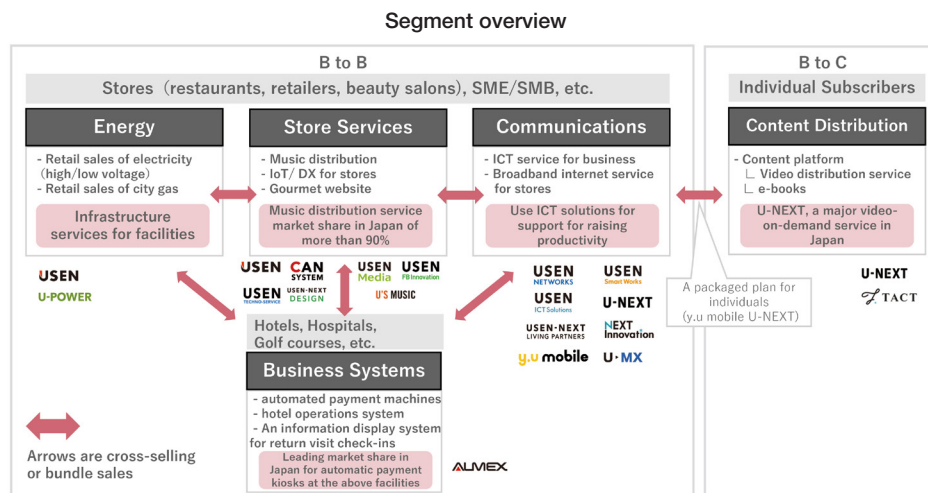 Segment overview
B to B
Stores (restaurants, retailers, beauty salons), SME/SMB, etc.
Energy
- Retail sales of electricity
(high/low voltage)
- Retail sales of city gas
Infrastructure
services for facilities
USEN
U-POWER
Store Services
- Music distribution
- IoT/ DX for stores
- Gourmet website
Music distribution service
market share in Japan of
more than 90%
USEN
CAN
SYSTEM
USEN
Media
USEN
FB Innovation
USEN
TECHNO-SERVICE
USEN-NEXT
DESIGN
U'S MUSIC
Communications
- ICT service for business
- Broadband internet service
for stores
Use ICT solutions for
support for raising
productivity
USEN
NETWORKS
USEN
Smart Works
USEN
ICT Solutions
U-NEXT
USEN-NEXT
LIVING PARTNERS
NEXT
Innovation
y.u mobile
U-MX
Hotels, Hospitals,
Golf courses, etc.
Business Systems
- automated payment machines
- hotel operations system
- An information display system
for return visit check-ins
Leading market share in
Japan for automatic payment
kiosks at the above facilities
ALMEX
Arrows are cross-selling
or bundle sales
B to C
Individual Subscribers
Content Distribution
- Content platform
∟ Video distribution service
∟ e-books
U-NEXT, a major video-
on-demand service in
Japan
U-NEXT
TACT
A packaged plan for
individuals
(y.u mobile U-NEXT)